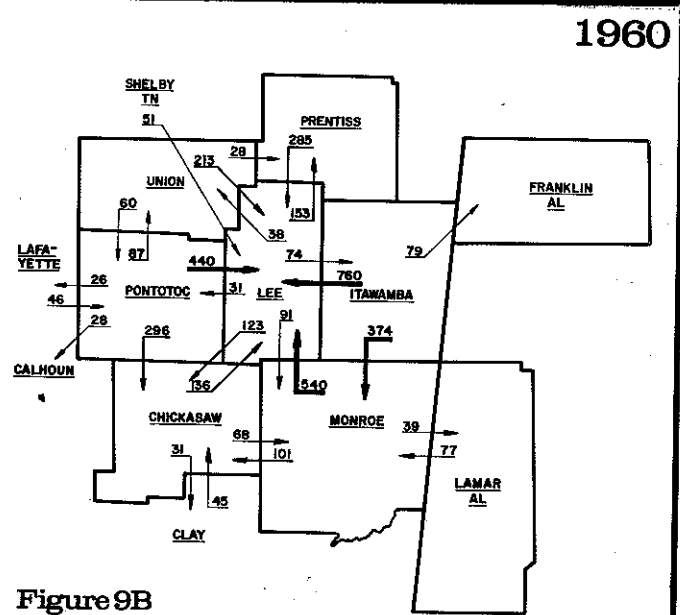 1960
SHELBY
TN
51
PRENTISS
28
285
213
UNION
FRANKLIN
AL
60
153
38
LAFA-
YETTE
87
440
74
79
26
PONTOTOC
31
LEE
760
ITAWAMBA
46
28
296
123
91
374
CALHOUN
136
540
CHICKASAW
MONROE
68
39
31
101
77
45
LAMAR
AL
CLAY
Figure 9B